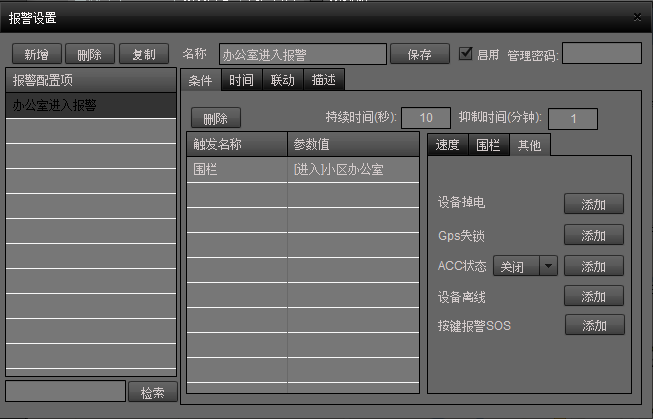 报警设置
新增 删除 复制 名称 办公室进入报警 保存 启用 管理密码:
报警配置项 条件 时间 联动 描述
办公室进入报警
删除 持续时间(秒): 10 抑制时间(分钟): 1
触发名称 参数值 速度 围栏 其他
围栏 [进入]小区办公室
设备掉电 添加
Gps失锁 添加
ACC状态 关闭 添加
设备离线 添加
按键报警SOS 添加
检索